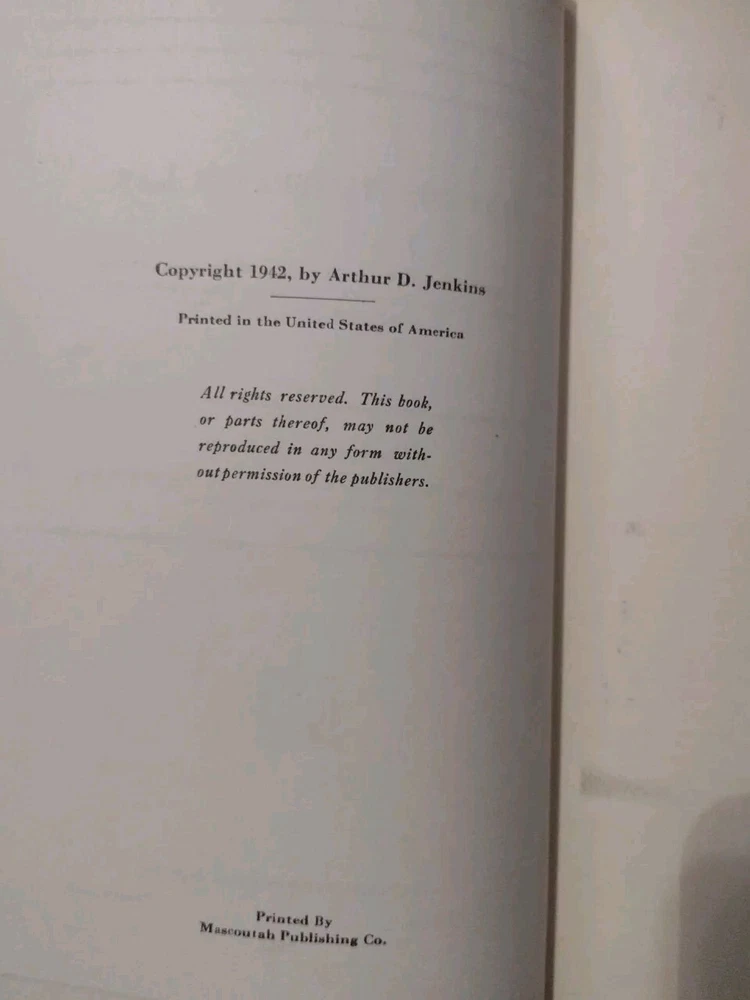 Copyright 1942, by Arthur D. Jenkins
Printed in the United States of America
All rights reserved. This book,
or parts thereof, may not be
reproduced in any form with-
out permission of the publishers.
Printed By
Mascoutah Publishing Co.